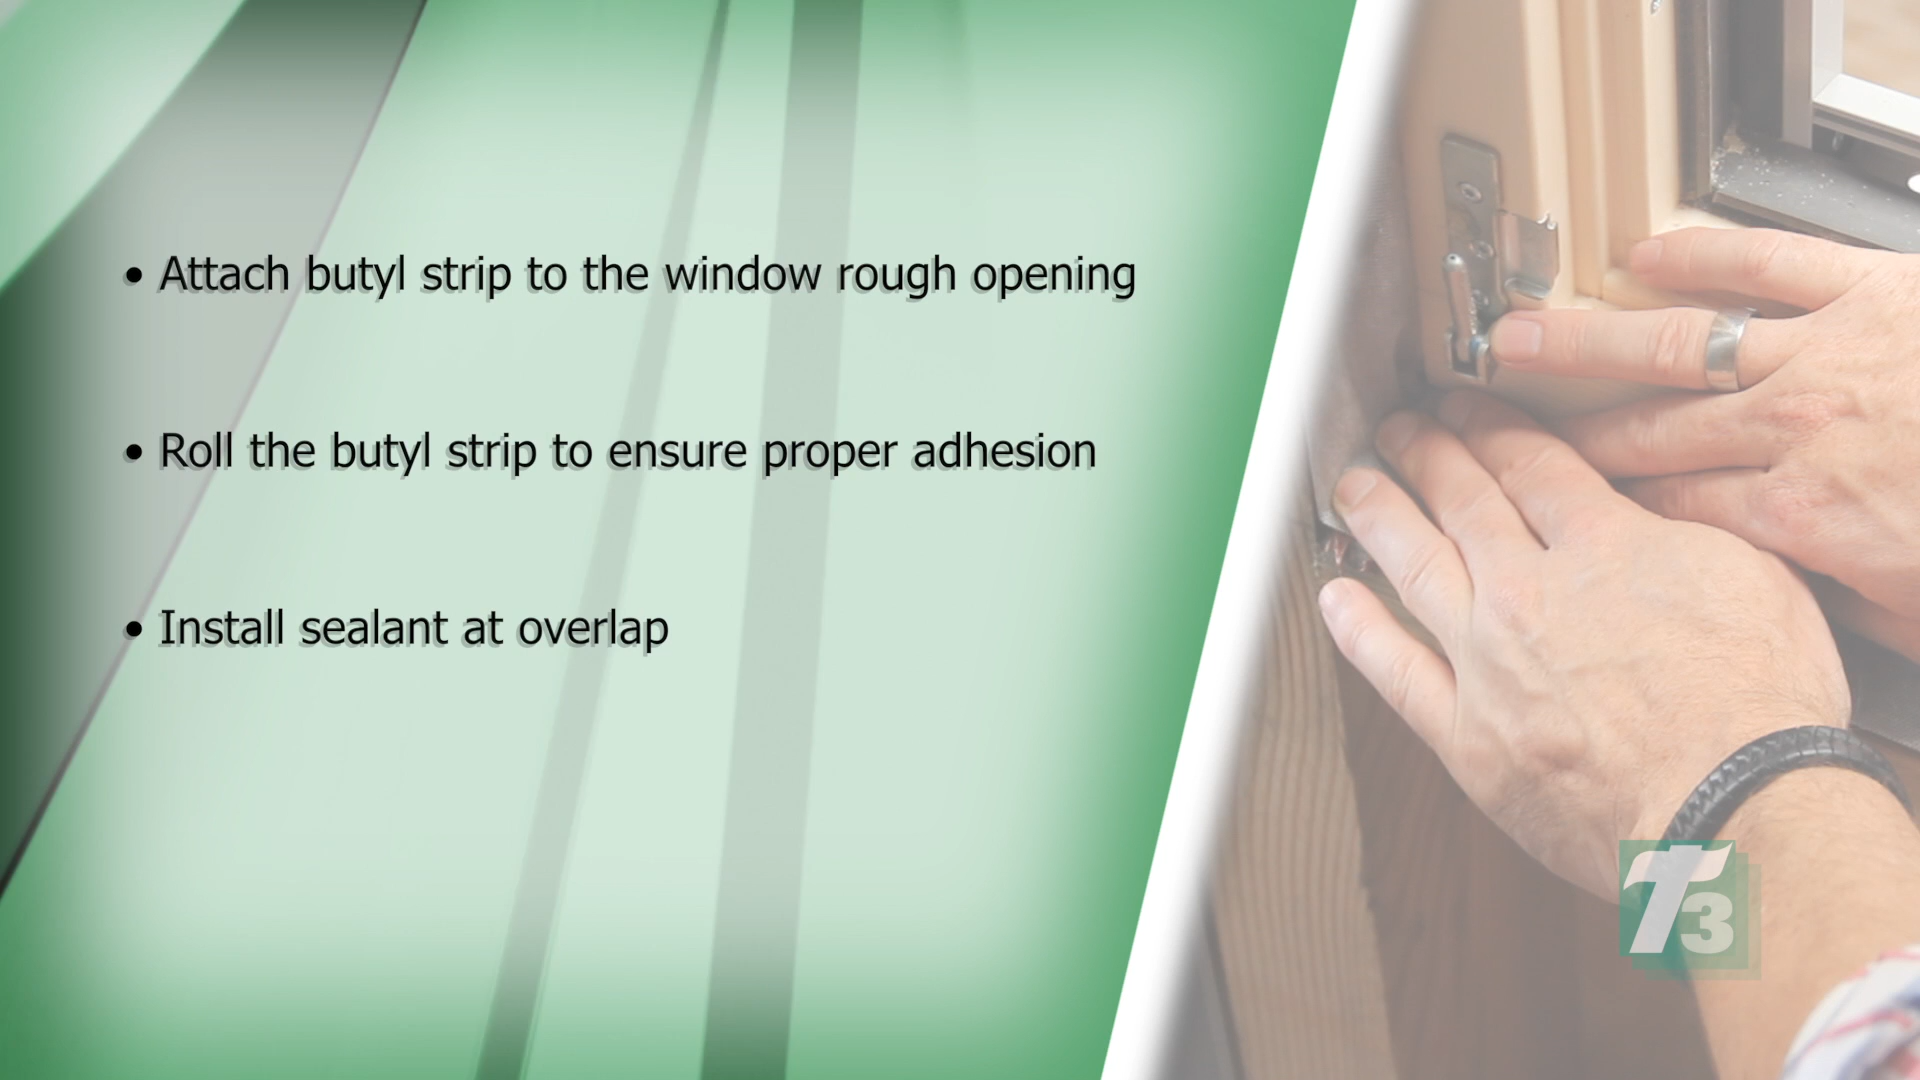 • Attach butyl strip to the window rough opening
• Roll the butyl strip to ensure proper adhesion
• Install sealant at overlap
T3